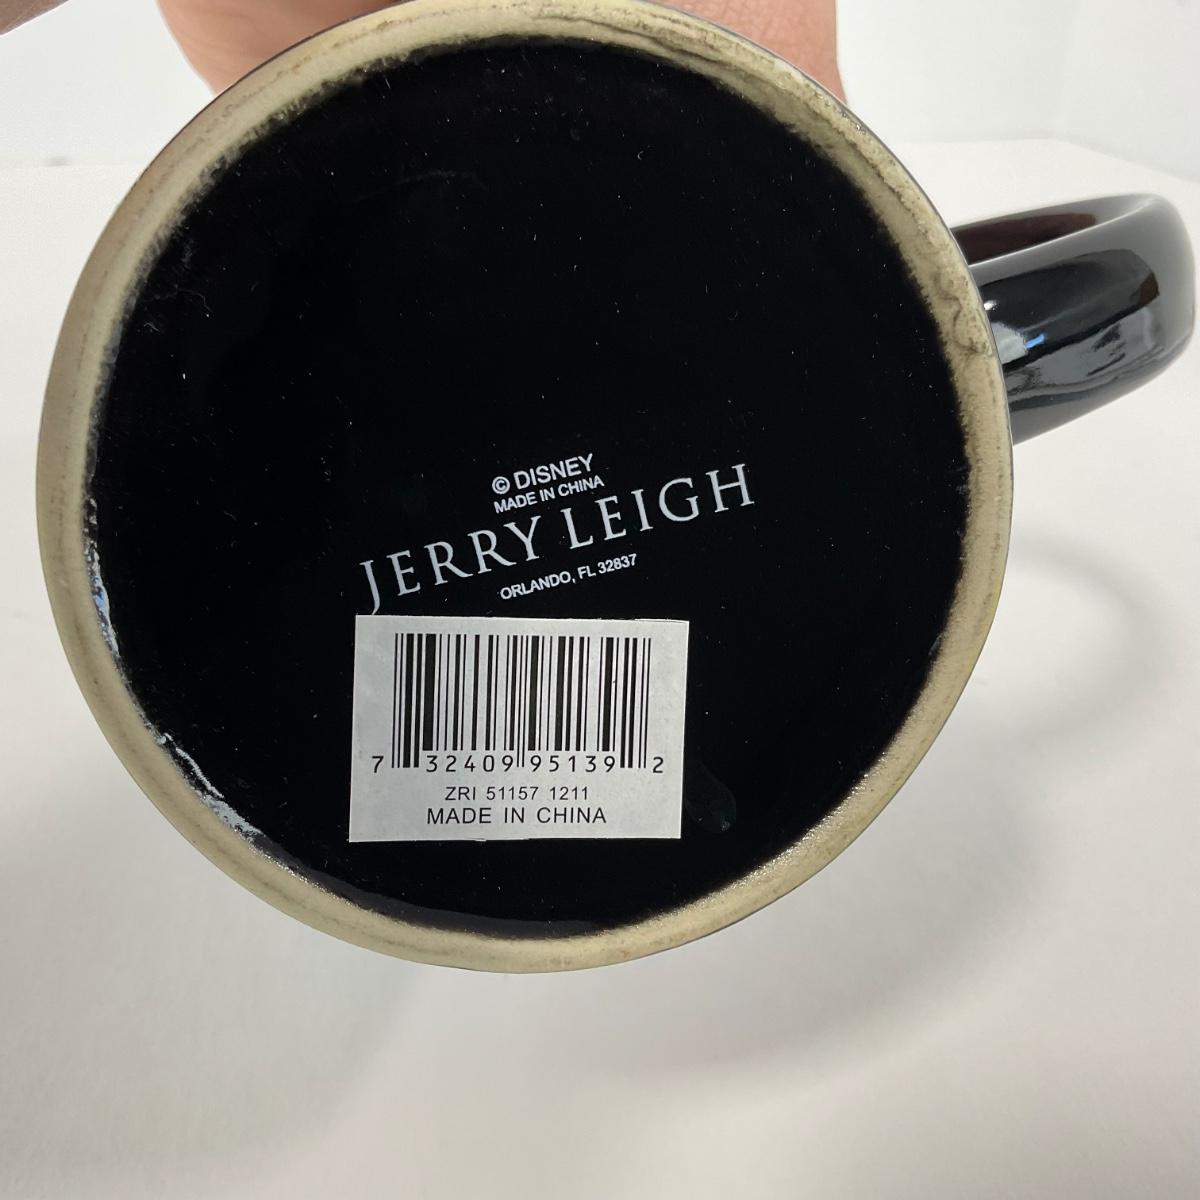 © DISNEY
MADE IN CHINA
JERRY LEIGH
ORLANDO, FL 32837
7 32409 95139 2
ZRI 51157 1211
MADE IN CHINA